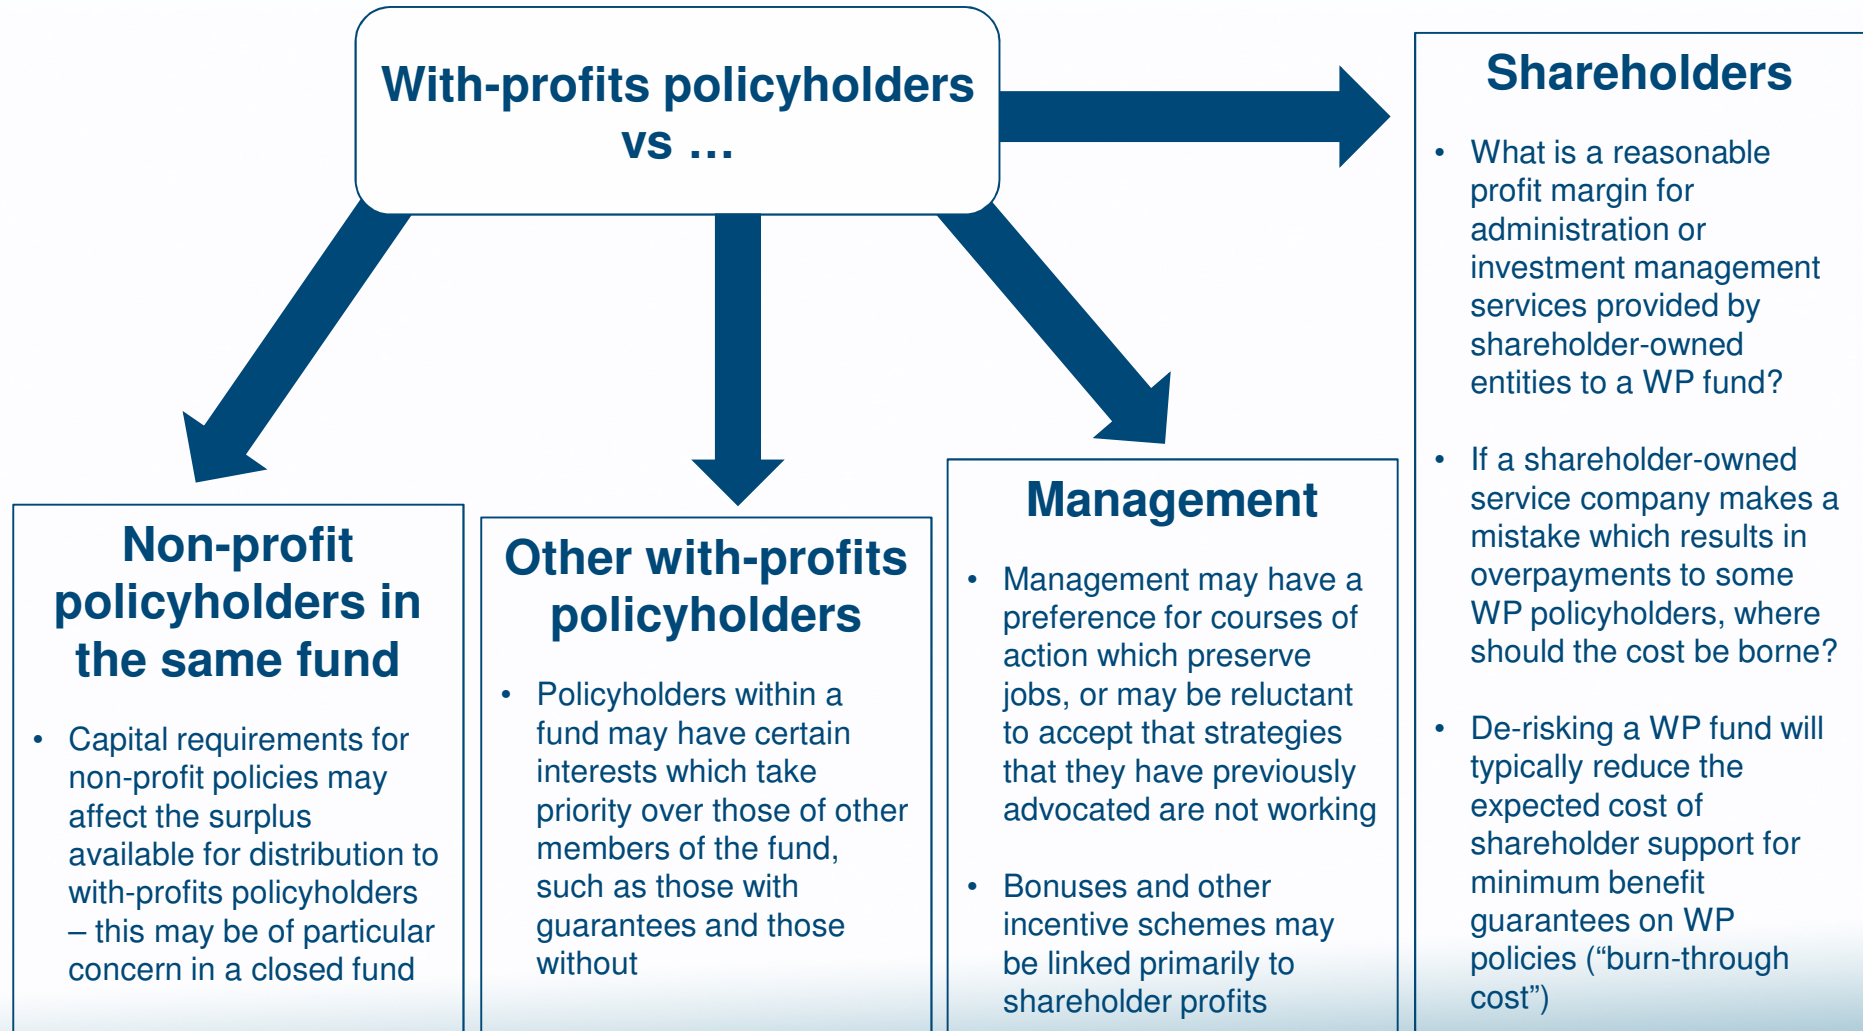 With-profits policyholders
vs …
Non-profit
policyholders in
the same fund
• Capital requirements for
non-profit policies may
affect the surplus
available for distribution to
with-profits policyholders
– this may be of particular
concern in a closed fund
Other with-profits
policyholders
• Policyholders within a
fund may have certain
interests which take
priority over those of other
members of the fund,
such as those with
guarantees and those
without
Management
• Management may have a
preference for courses of
action which preserve
jobs, or may be reluctant
to accept that strategies
that they have previously
advocated are not working
• Bonuses and other
incentive schemes may
be linked primarily to
shareholder profits
Shareholders
• What is a reasonable
profit margin for
administration or
investment management
services provided by
shareholder-owned
entities to a WP fund?
• If a shareholder-owned
service company makes a
mistake which results in
overpayments to some
WP policyholders, where
should the cost be borne?
• De-risking a WP fund will
typically reduce the
expected cost of
shareholder support for
minimum benefit
guarantees on WP
policies (“burn-through
cost”)